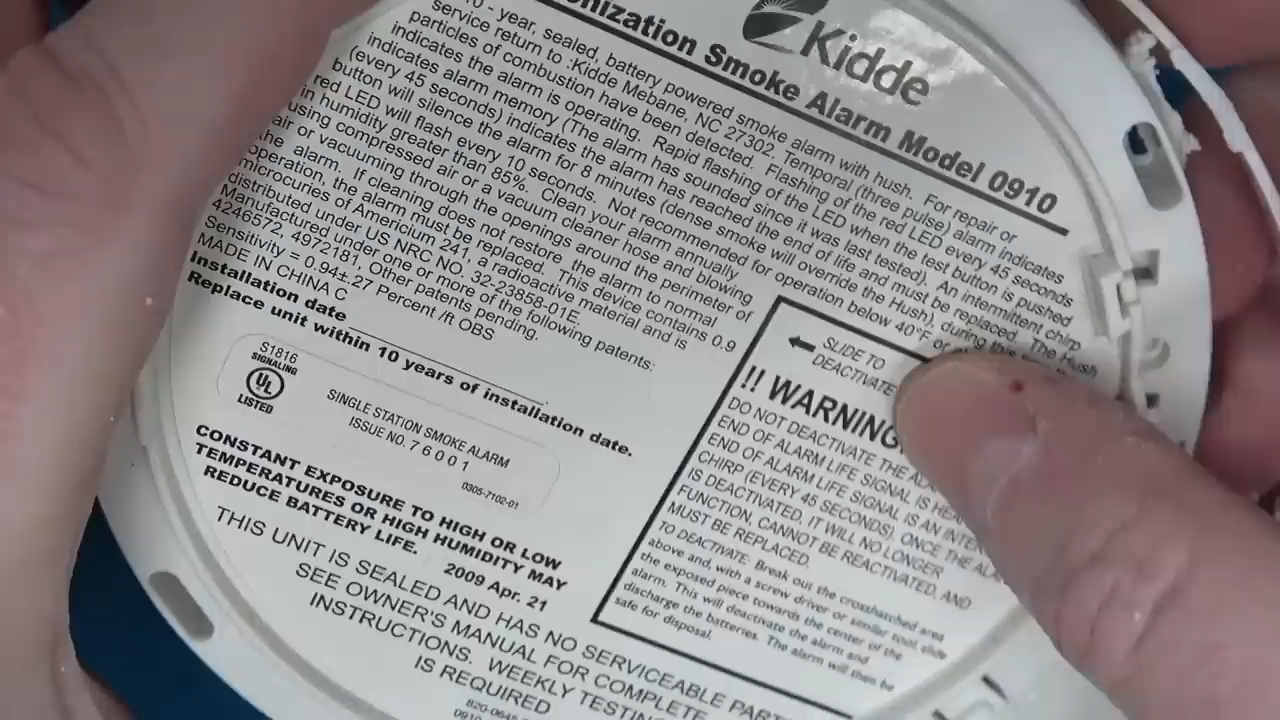 Kidde
nization Smoke Alarm Model 0910
10 - year, sealed, battery powered smoke alarm with hush. For repair or
service return to :Kidde Mebane, NC 27302. Temporal (three pulse) alarm indicates
particles of combustion have been detected. Flashing of the red LED every 45 seconds
indicates the alarm is operating. Rapid flashing of the LED when the test button is pushed
indicates alarm memory (The alarm has sounded since it was last tested). An intermittent chirp
(every 45 seconds) indicates the alarm has reached the end of life and must be replaced. The Hush
button will silence the alarm for 8 minutes (dense smoke will override the Hush), during this
red LED will flash every 10 seconds. Not recommended for operation below 40°F or
in humidity greater than 85%. Clean your alarm annually
using compressed air or a vacuum cleaner hose and blowing
air or vacuuming through the openings around the perimeter of
the alarm. If cleaning does not restore the alarm to normal
operation, the alarm must be replaced. This device contains 0.9
microcuries of Americium 241, a radioactive material and is
distributed under US NRC NO. 32-23858-01E.
Manufactured under one or more of the following patents:
4246572, 4972181, Other patents pending.
Sensitivity = 0.94±.27 Percent /ft OBS
MADE IN CHINA C
Installation date
Replace unit within 10 years of installation date.
S1816
SIGNALING
UL
LISTED
SINGLE STATION SMOKE ALARM
ISSUE NO. 7 6 0 0 1
0305-7102-01
CONSTANT EXPOSURE TO HIGH OR LOW
TEMPERATURES OR HIGH HUMIDITY MAY
REDUCE BATTERY LIFE.
2009 Apr. 21
THIS UNIT IS SEALED AND HAS NO SERVICEABLE PART
SEE OWNER'S MANUAL FOR COMPLETE
INSTRUCTIONS. WEEKLY TESTIN
IS REQUIRED
SLIDE TO
DEACTIVATE
!! WARNING
DO NOT DEACTIVATE THE AL
END OF ALARM LIFE SIGNAL IS HEA
END OF ALARM LIFE SIGNAL IS AN INTER
CHIRP (EVERY 45 SECONDS). ONCE THE ALA
IS DEACTIVATED, IT WILL NO LONGER
FUNCTION, CANNOT BE REACTIVATED, AND
MUST BE REPLACED.
TO DEACTIVATE: Break out the crosshatched area
above and, with a screw driver or similar tool, slide
the exposed piece towards the center of the
alarm. This will deactivate the alarm and
discharge the batteries. The alarm will then be
safe for disposal.